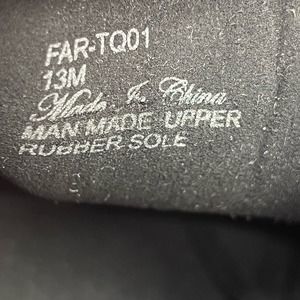 FAR-TQ01
13M
Made In China
MAN MADE UPPER
RUBBER SOLE